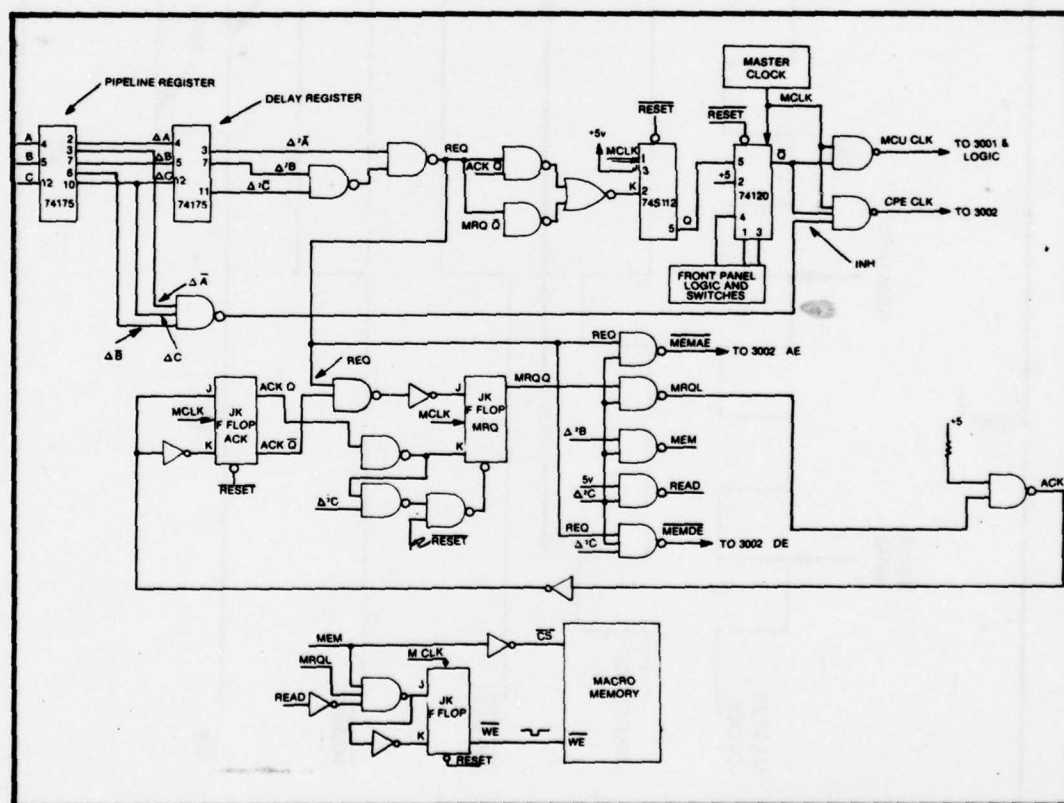 PIPELINE REGISTER
DELAY REGISTER
MASTER
CLOCK
MCLK
RESET
RESET
+5v
MCLK
A 4
B 5
C 12
2
3
7
6
10
74175
ΔA 4
ΔB 5
ΔC 12
3
7
11
74175
Δ²A̅
Δ²B
Δ²C̅
REQ
ACK Q̅
MRQ Q̅
K
1
3
2
74S112
5
Q
5
+5 2
74120
4
1 3
Q̅
MCU CLK
TO 3001 &
LOGIC
CPE CLK
TO 3002
INH
FRONT PANEL
LOGIC AND
SWITCHES
ΔA̅
ΔB̅
ΔC
REQ
REQ
MEMAE
TO 3002 AE
MRQ Q
MRQL
J
MCLK
K
JK
F FLOP
ACK
ACK Q
ACK Q̅
RESET
J
MCLK
K
JK
F FLOP
MRQ
Δ²C
RESET
Δ²B
MEM
5v
Δ²C
READ
REQ
Δ²C
MEMDE
TO 3002 DE
+5
ACK
MEM
MRQL
READ
M CLK
J
K
JK
F FLOP
RESET
CS
WE
WE
MACRO
MEMORY